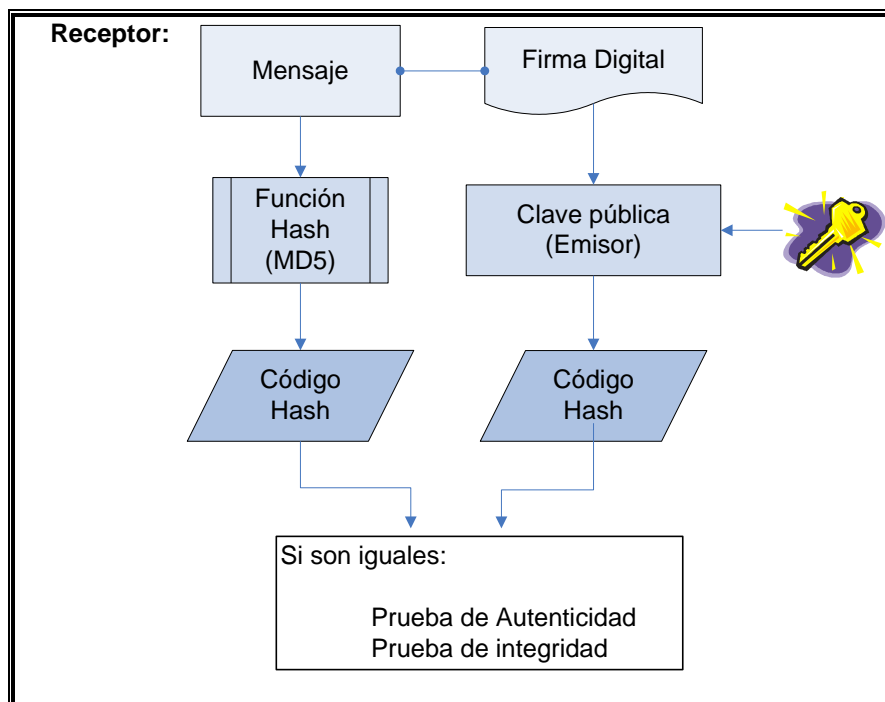 Receptor:
Mensaje
Firma Digital
Función
Hash
(MD5)
Clave pública
(Emisor)
Código
Hash
Código
Hash
Si son iguales:
Prueba de Autenticidad
Prueba de integridad